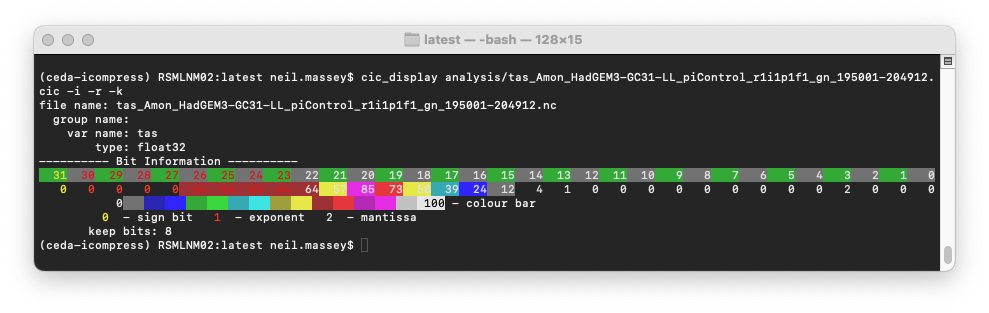 latest — -bash — 128×15
(ceda-icompress) RSMLNM02:latest neil.massey$ cic_display analysis/tas_Amon_HadGEM3-GC31-LL_piControl_r1i1p1f1_gn_195001-204912.
cic -i -r -k
file name: tas_Amon_HadGEM3-GC31-LL_piControl_r1i1p1f1_gn_195001-204912.nc
group name:
var name: tas
type: float32
---------- Bit Information ----------
31 30 29 28 27 26 25 24 23 22 21 20 19 18 17 16 15 14 13 12 11 10 9 8 7 6 5 4 3 2 1 0
0 0 0 0 0 64 85 73 39 24 12 4 1 0 0 0 0 0 0 0 0 0 2 0 0 0
0 100 – colour bar
0 – sign bit 1 – exponent 2 – mantissa
keep bits: 8
(ceda-icompress) RSMLNM02:latest neil.massey$